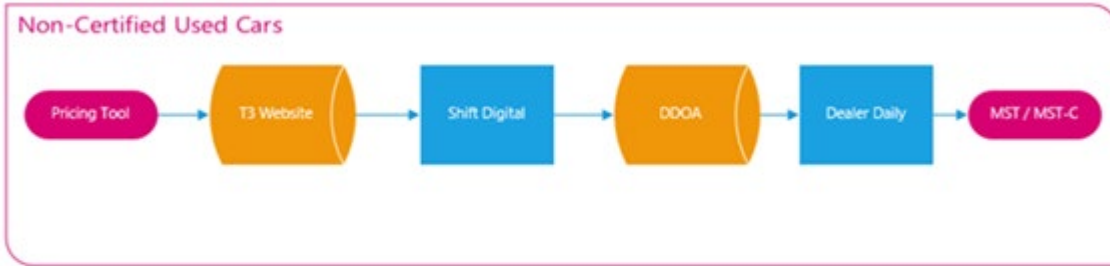 Non-Certified Used Cars
Pricing Tool
T3 Website
Shift Digital
DDOA
Dealer Daily
MST / MST-C